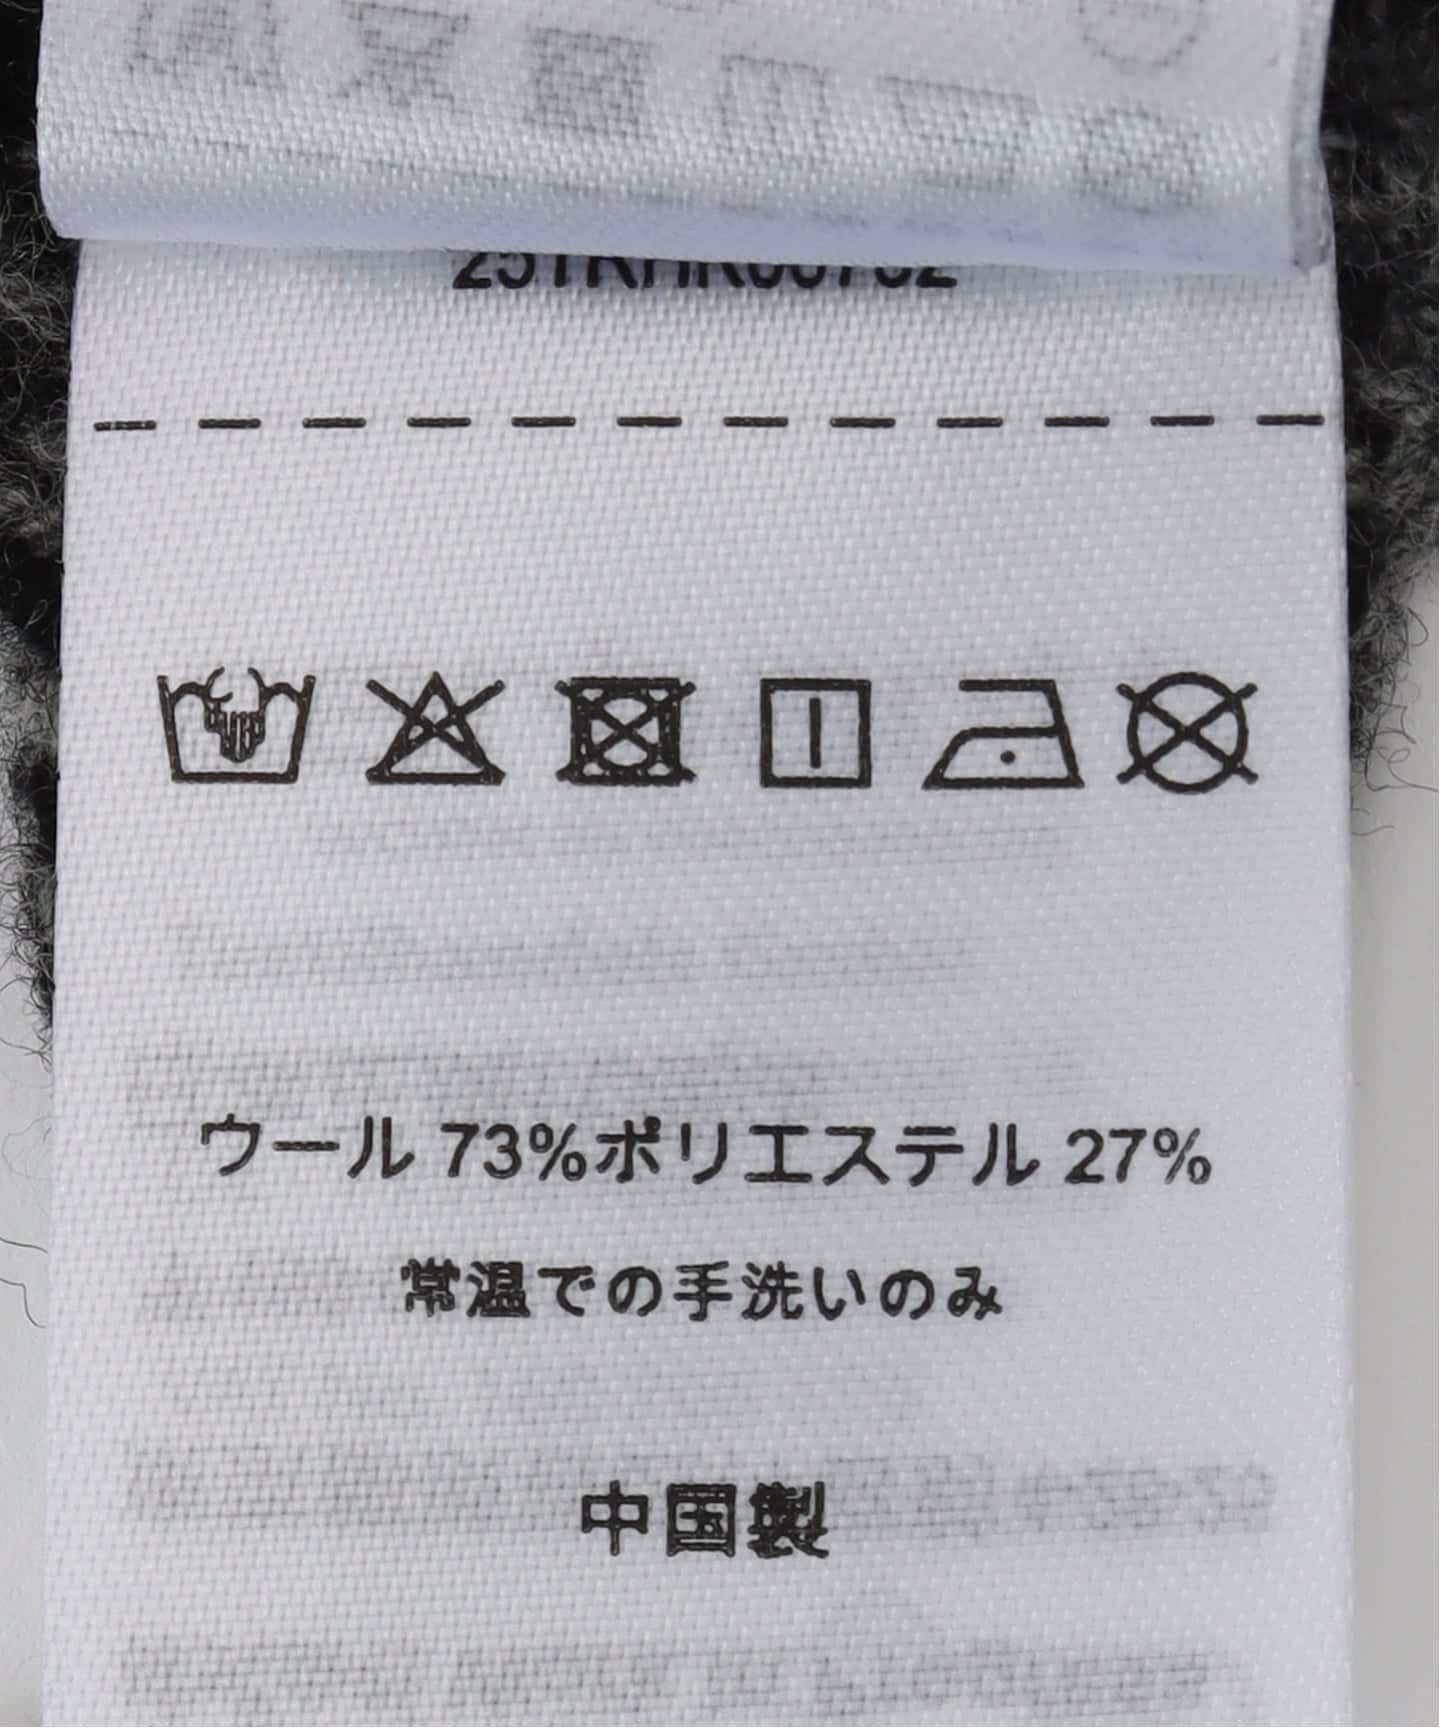 ウール 73%ポリエステル 27%
常温での手洗いのみ
中国製